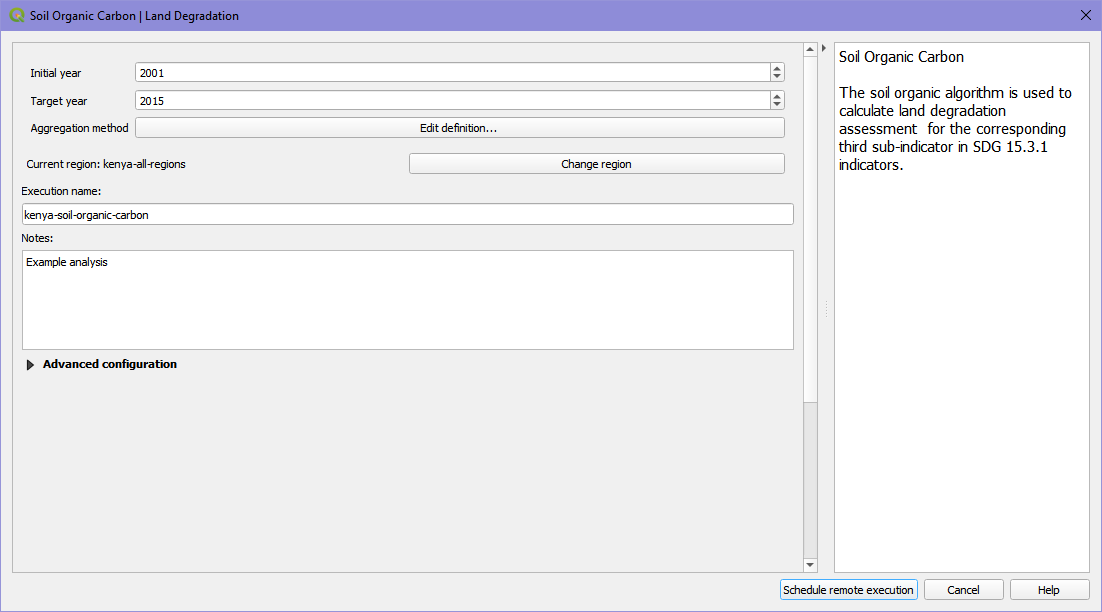 Soil Organic Carbon | Land Degradation
Initial year
2001
Target year
2015
Aggregation method
Edit definition...
Current region: kenya-all-regions
Change region
Execution name:
kenya-soil-organic-carbon
Notes:
Example analysis
Advanced configuration
Soil Organic Carbon
The soil organic algorithm is used to
calculate land degradation
assessment  for the corresponding
third sub-indicator in SDG 15.3.1
indicators.
Schedule remote execution
Cancel
Help